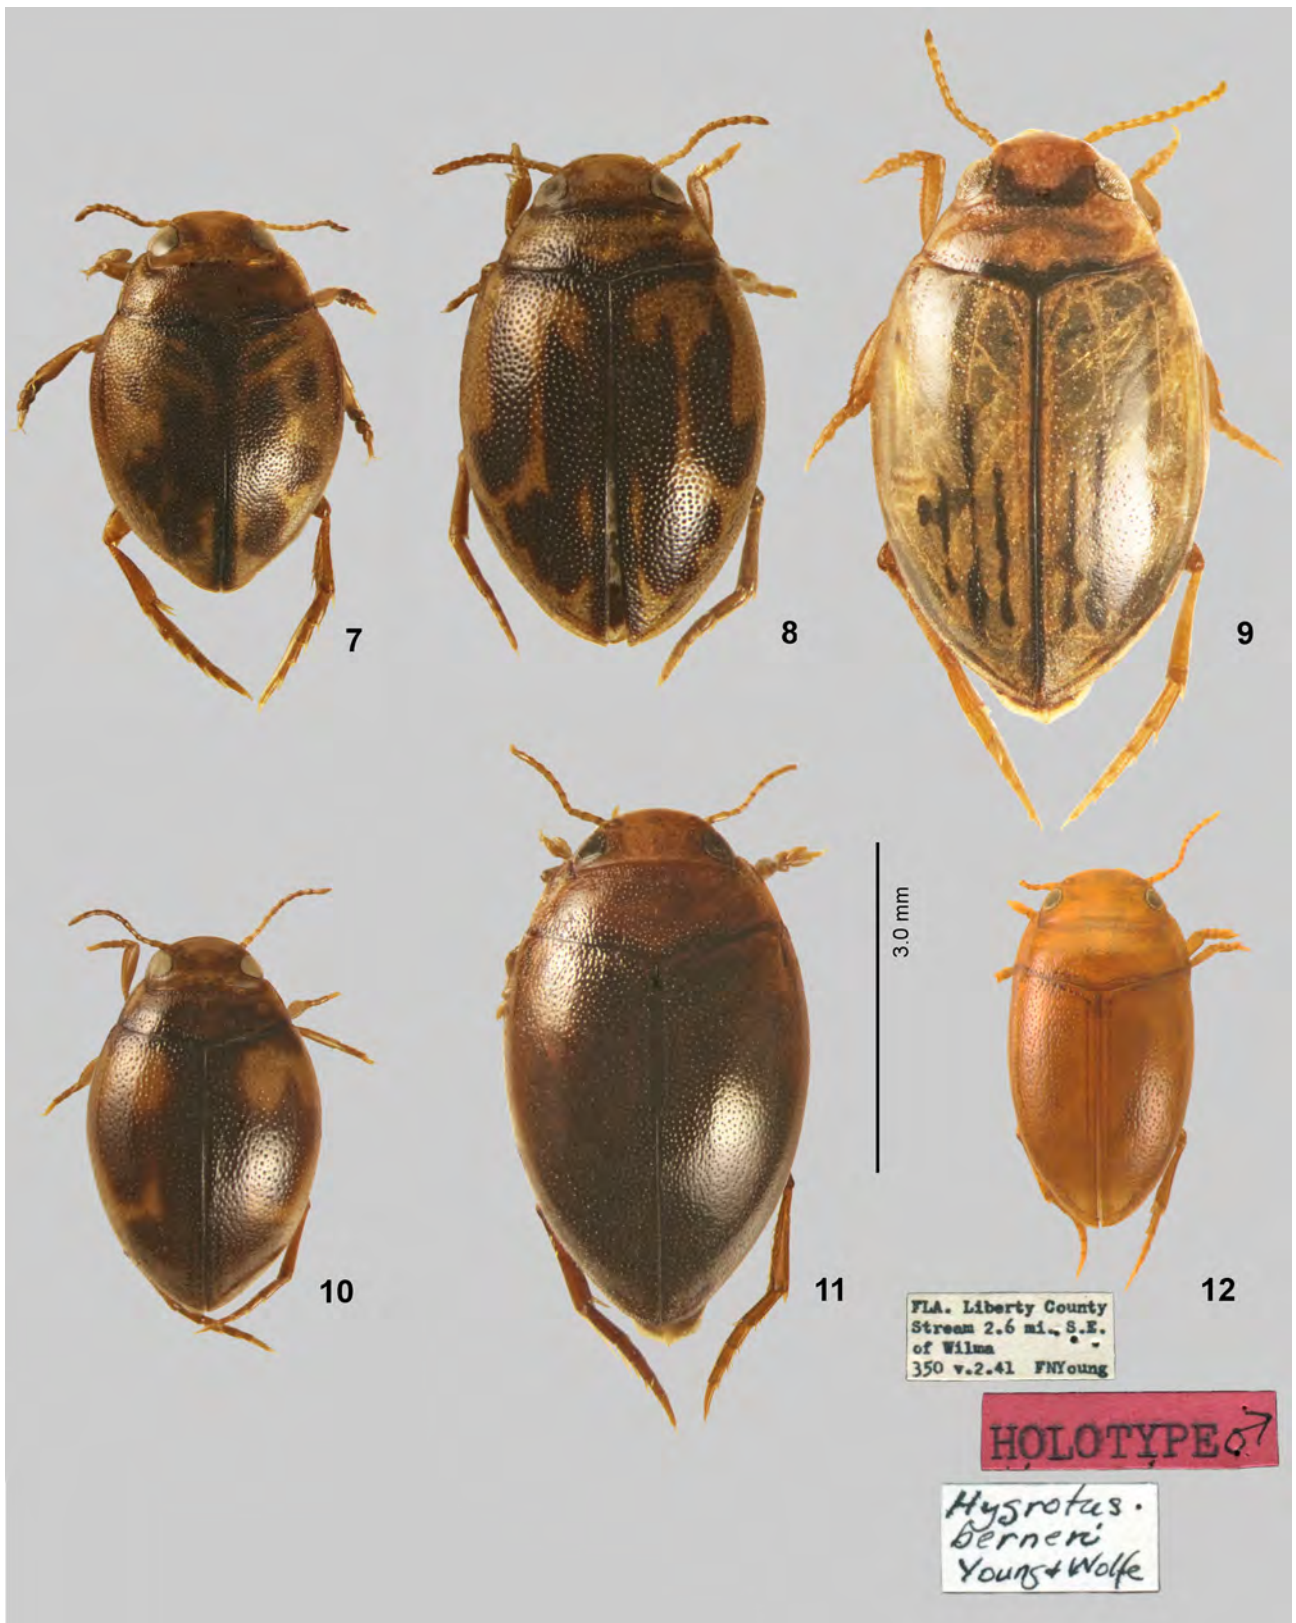 7
8
9
3.0 mm
10
11
12
FLA. Liberty County
Stream 2.6 mi. S.E.
of Wilma
350 v.2.41 FNYoung
HOLOTYPE ♂
Hygrotus
berneri
Young & Wolfe